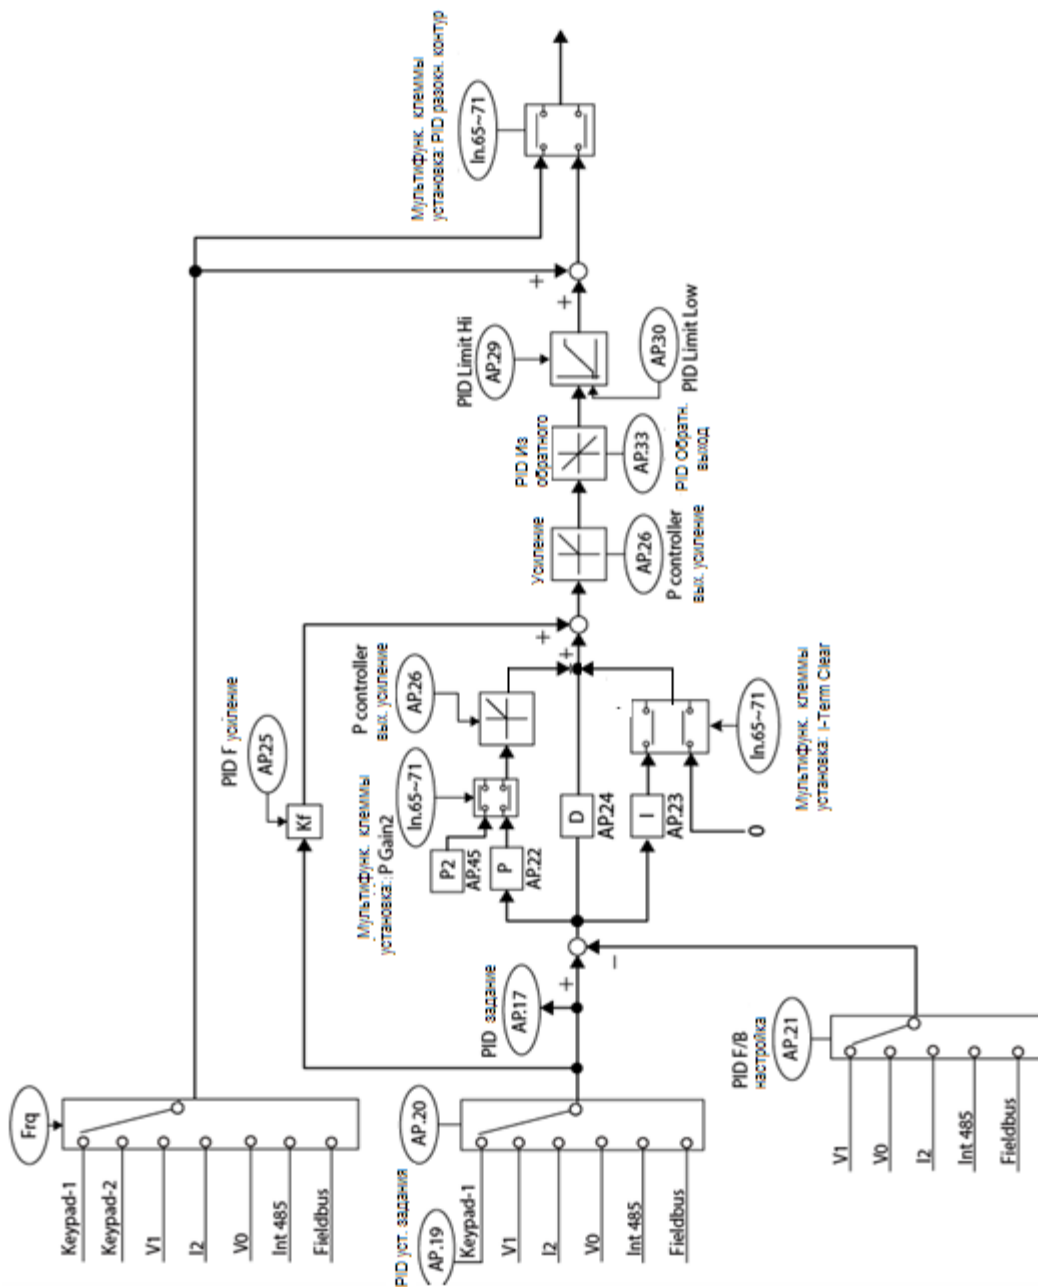 Frq
Keypad-1
Keypad-2
V1
I2
V0
Int 485
Fieldbus
PID уст. задания
AP.19
AP.20
Keypad-1
V1
I2
V0
Int 485
Fieldbus
PID F/B
настройка
AP.21
V1
V0
I2
Int 485
Fieldbus
PID задание
AP.17
+
−
PID F усиление
AP.25
Kf
Мультифунк. клеммы
установка: P Gain2
In.65~71
P2
AP.45
P
AP.22
P controller
вых. усиление
AP.26
D
AP.24
I
AP.23
0
In.65~71
Мультифунк. клеммы
установка: I-Term Clear
+
+
Усиление
AP.26
P controller
вых. усиление
PID Из
обратного
AP.33
PID Обратн.
выход
PID Limit Hi
AP.29
AP.30
PID Limit Low
+
+
Мультифунк. клеммы
установка: PID разокн. контур
In.65~71